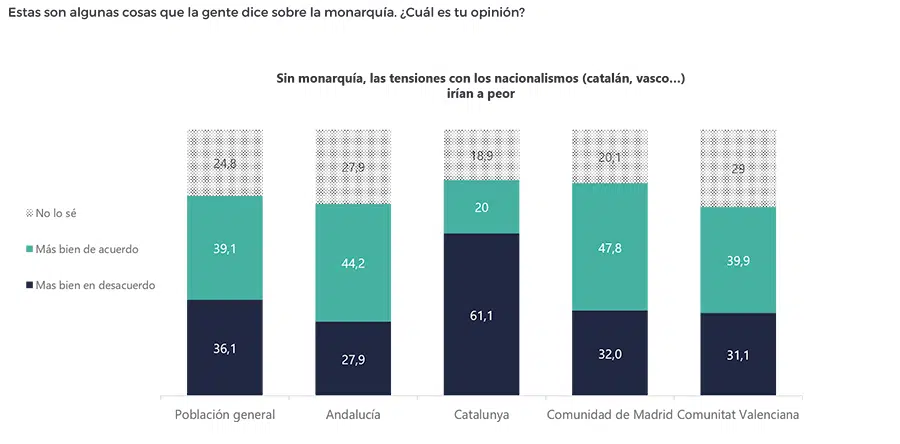 Estas son algunas cosas que la gente dice sobre la monarquía. ¿Cuál es tu opinión?
Sin monarquía, las tensiones con los nacionalismos (catalán, vasco...)
irían a peor
No lo sé
Más bien de acuerdo
Mas bien en desacuerdo
24,8
27,9
18,9
20,1
29
39,1
44,2
20
47,8
39,9
36,1
27,9
61,1
32,0
31,1
Población general
Andalucía
Catalunya
Comunidad de Madrid
Comunitat Valenciana